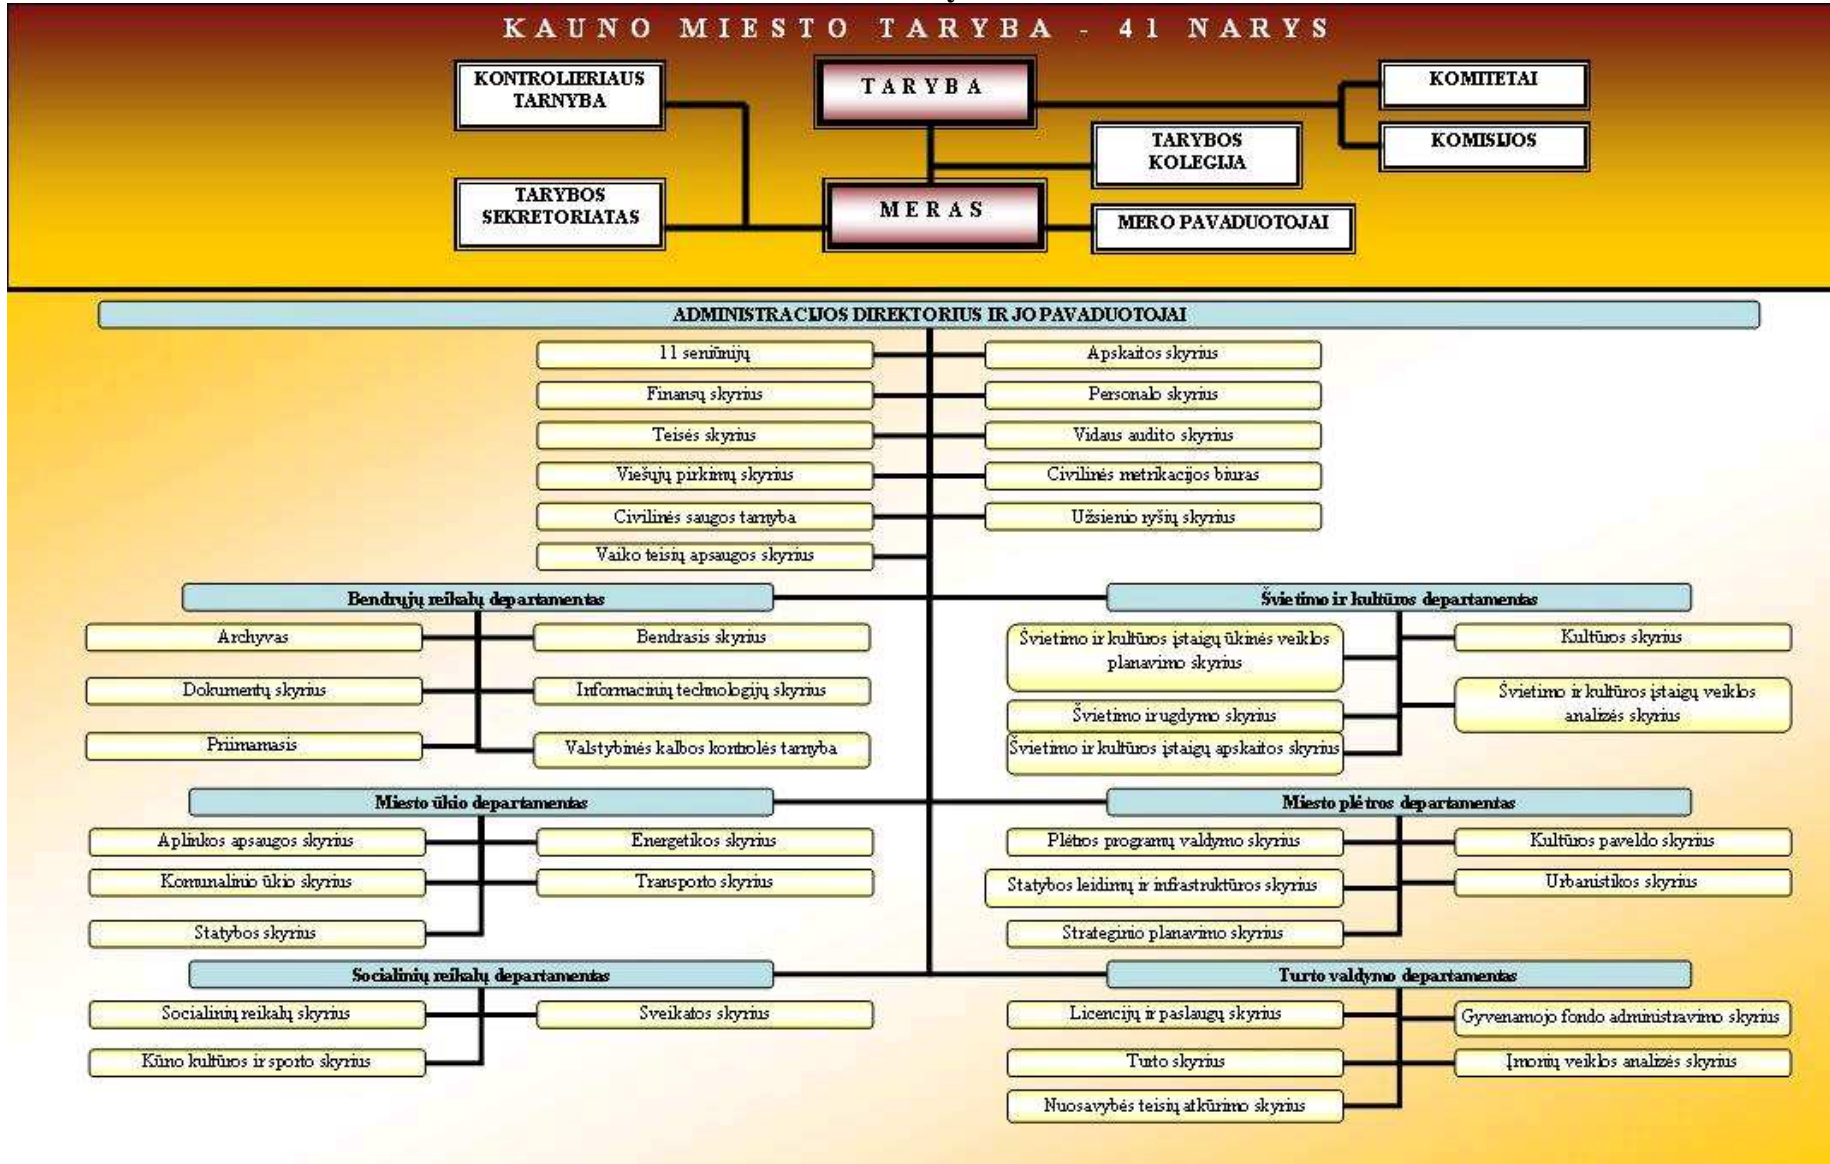 KAUNO MIESTO TARYBA - 41 NARYS
KONTROLIERIAUS
TARNYBA
TARYBA
KOMITETAI
TARYBOS
KOLEGIJA
KOMISIJOS
TARYBOS
SEKRETORIATAS
MERAS
MERO PAVADUOTOJAI
ADMINISTRACIJOS DIREKTORIUS IR JO PAVADUOTOJAI
11 seniūnijų
Apskaitos skyrius
Finansų skyrius
Personalo skyrius
Teisės skyrius
Vidaus audito skyrius
Viešųjų pirkimų skyrius
Civilinės metrikacijos biuras
Civilinės saugos tarnyba
Užsienio ryšių skyrius
Vaiko teisių apsaugos skyrius
Bendrųjų reikalų departamentas
Archyvas
Bendrasis skyrius
Dokumentų skyrius
Informacinių technologijų skyrius
Priimamasis
Valstybinės kalbos kontrolės tarnyba
Švietimo ir kultūros departamentas
Švietimo ir kultūros įstaigų ūkinės veiklos
planavimo skyrius
Kultūros skyrius
Švietimo ir ugdymo skyrius
Švietimo ir kultūros įstaigų veiklos
analizės skyrius
Švietimo ir kultūros įstaigų apskaitos skyrius
Miesto ūkio departamentas
Aplinkos apsaugos skyrius
Energetikos skyrius
Komunalinio ūkio skyrius
Transporto skyrius
Statybos skyrius
Miesto plėtros departamentas
Plėtros programų valdymo skyrius
Kultūros paveldo skyrius
Statybos leidimų ir infrastruktūros skyrius
Urbanistikos skyrius
Strateginio planavimo skyrius
Socialinių reikalų departamentas
Socialinių reikalų skyrius
Sveikatos skyrius
Kūno kultūros ir sporto skyrius
Turto valdymo departamentas
Licencijų ir paslaugų skyrius
Gyvenamojo fondo administravimo skyrius
Turto skyrius
Įmonių veiklos analizės skyrius
Nuosavybės teisių atkūrimo skyrius